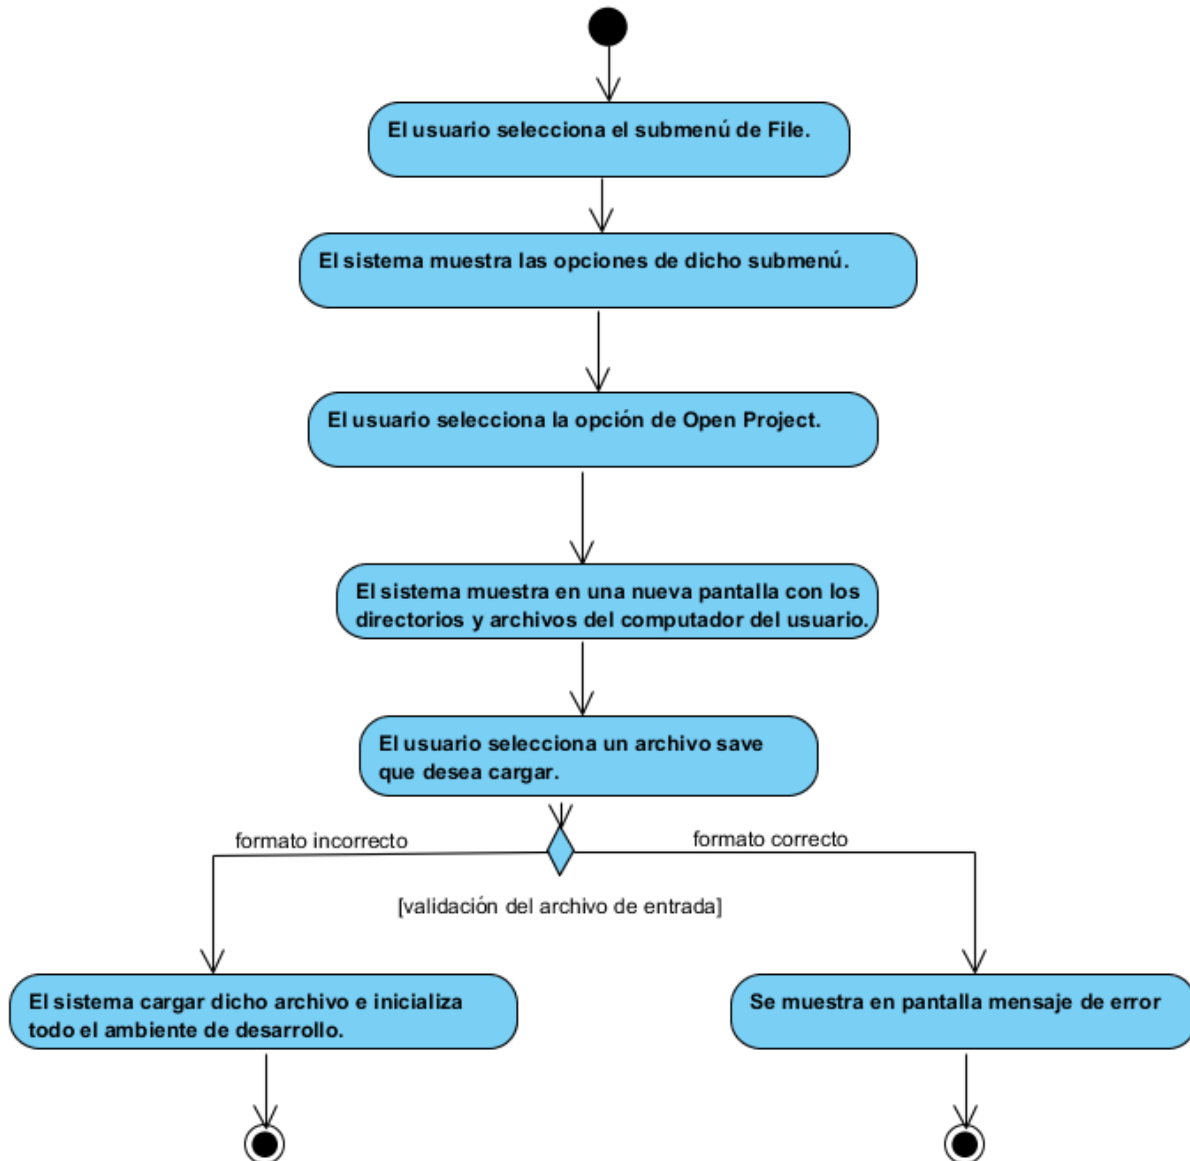 El usuario selecciona el submenú de File.
El sistema muestra las opciones de dicho submenú.
El usuario selecciona la opción de Open Project.
El sistema muestra en una nueva pantalla con los
directorios y archivos del computador del usuario.
El usuario selecciona un archivo save
que desea cargar.
formato incorrecto
formato correcto
[validación del archivo de entrada]
El sistema cargar dicho archivo e inicializa
todo el ambiente de desarrollo.
Se muestra en pantalla mensaje de error